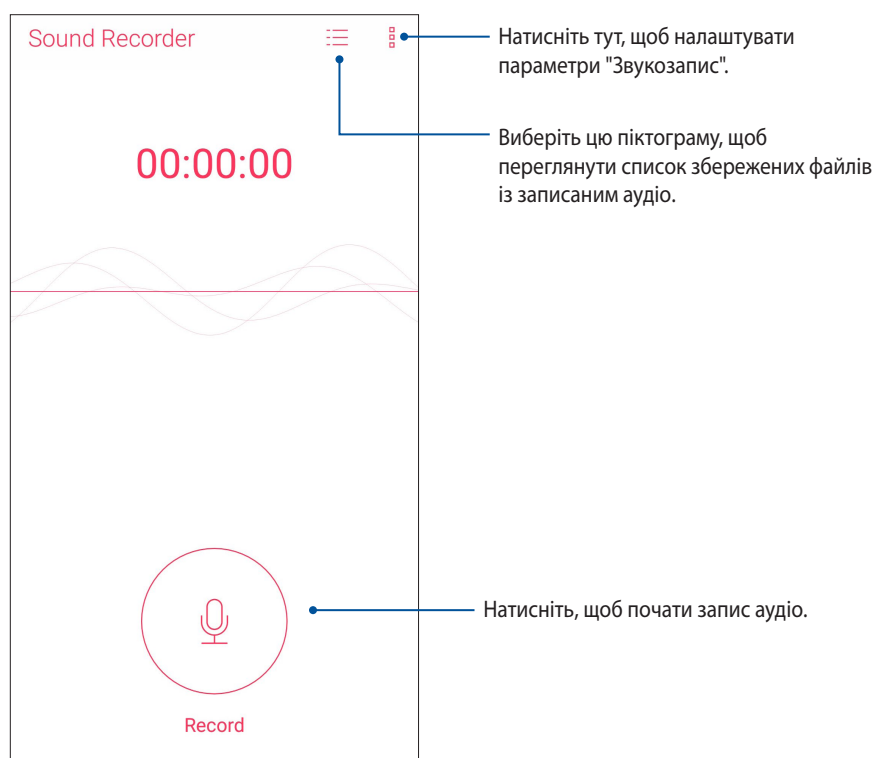 Sound Recorder
Натисніть тут, щоб налаштувати
параметри "Звукозапис".
Виберіть цю піктограму, щоб
переглянути список збережених файлів
із записаним аудіо.
00:00:00
Натисніть, щоб почати запис аудіо.
Record